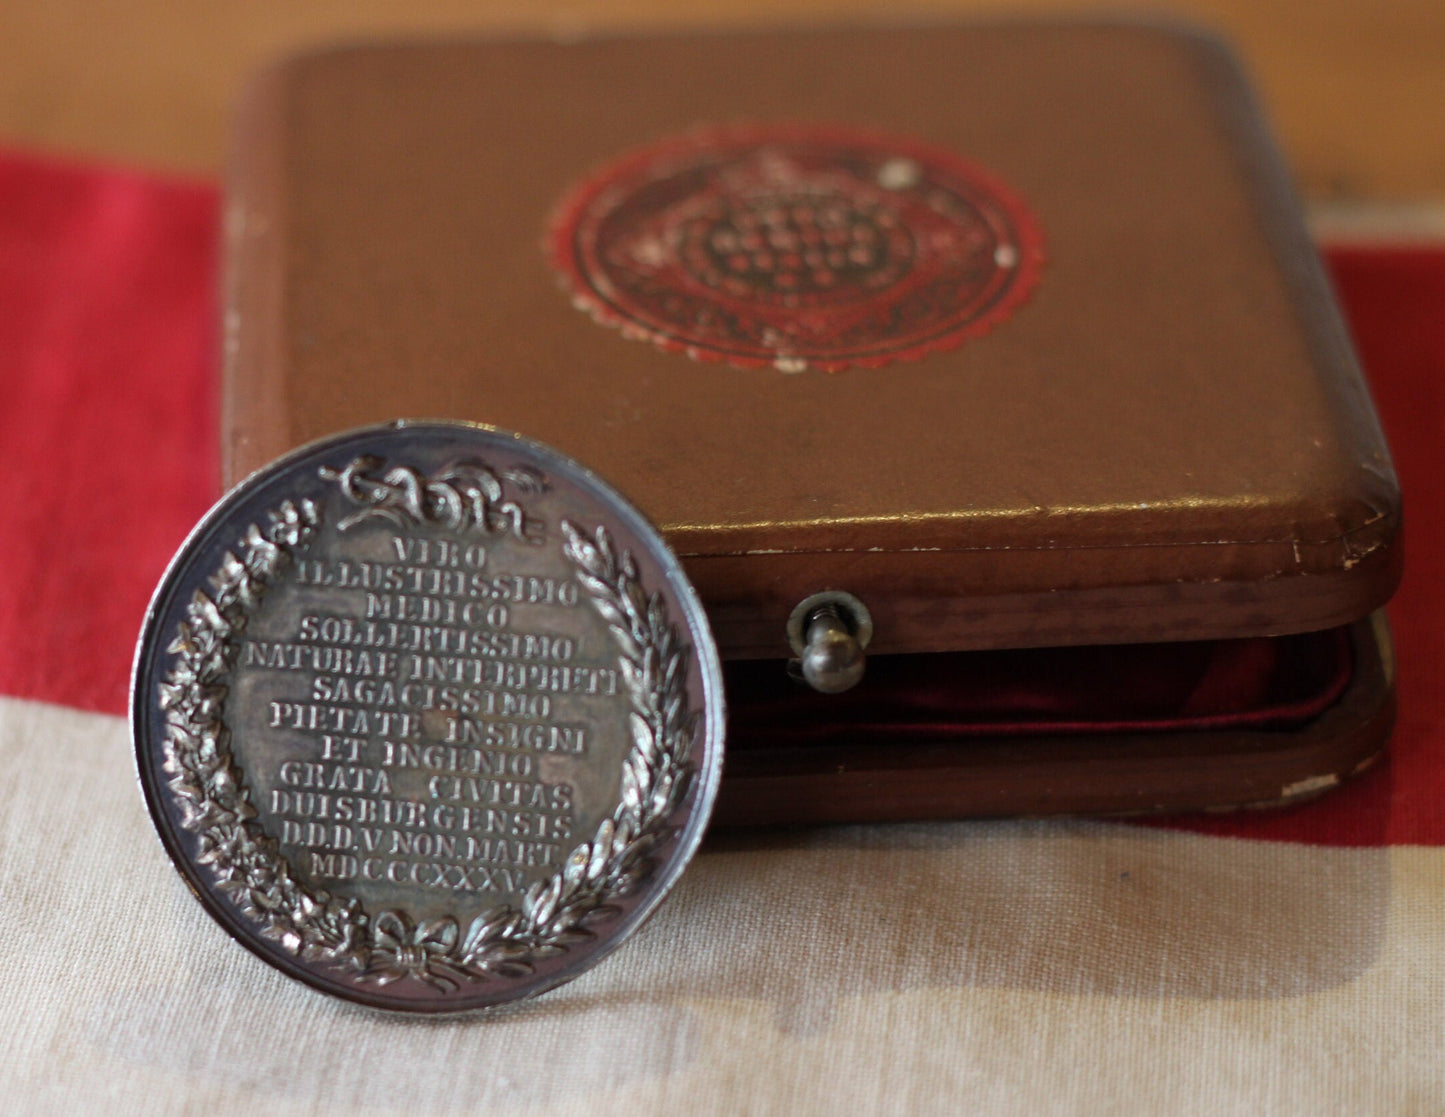 VIRO
ILLUSTRISSIMO
MEDICO
SOLLERTISSIMO
NATURAE INTERPRETI
SAGACISSIMO
PIETATE INSIGNI
ET INGENIO
GRATA CIVITAS
DUISBURGENSIS
D.D.D.V NON.MART
MDCCCXXXV.